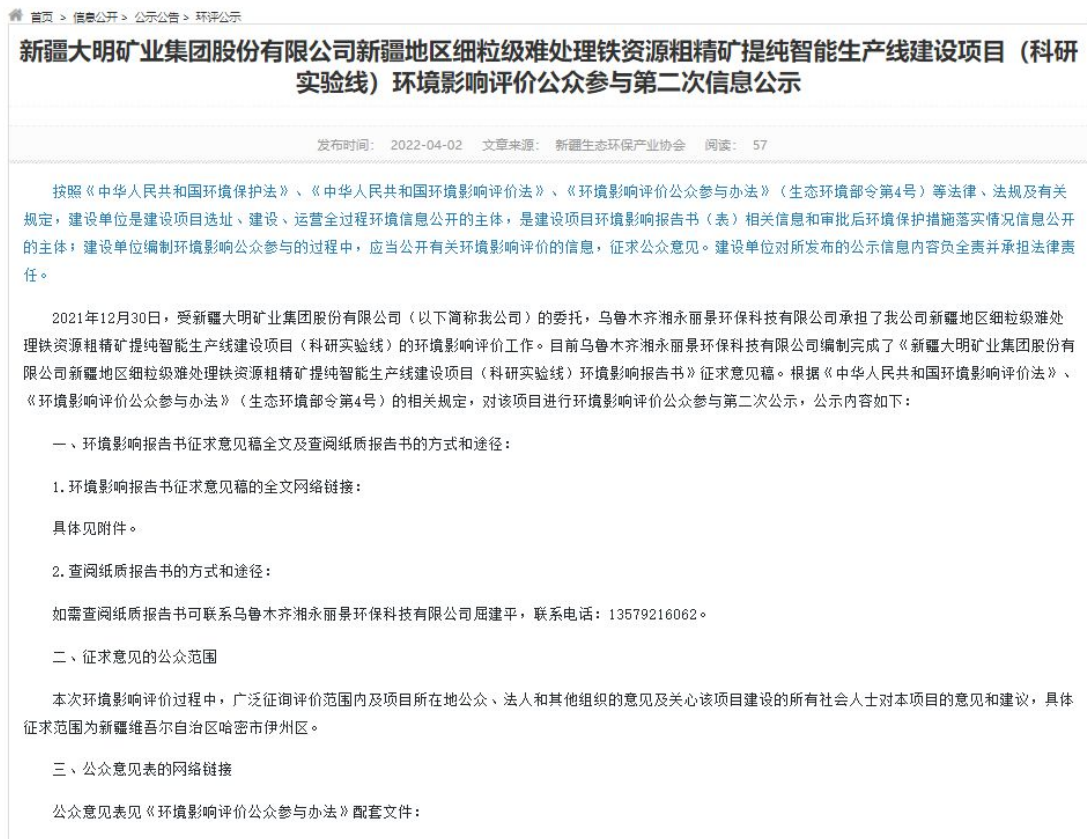 首页 > 信息公开 > 公示公告 > 环评公示
新疆大明矿业集团股份有限公司新疆地区细粒级难处理铁资源粗精矿提纯智能生产线建设项目（科研
实验线）环境影响评价公众参与第二次信息公示
发布时间： 2022-04-02 文章来源： 新疆生态环保产业协会 阅读： 57
按照《中华人民共和国环境保护法》、《中华人民共和国环境影响评价法》、《环境影响评价公众参与办法》（生态环境部令第4号）等法律、法规及有关
规定，建设单位是建设项目选址、建设、运营全过程环境信息公开的主体，是建设项目环境影响报告书（表）相关信息和审批后环境保护措施落实情况信息公开
的主体；建设单位编制环境影响公众参与的过程中，应当公开有关环境影响评价的信息，征求公众意见。建设单位对所发布的公示信息内容负全责并承担法律责
任。
2021年12月30日，受新疆大明矿业集团股份有限公司（以下简称我公司）的委托，乌鲁木齐湘永丽景环保科技有限公司承担了我公司新疆地区细粒级难处
理铁资源粗精矿提纯智能生产线建设项目（科研实验线）的环境影响评价工作。目前乌鲁木齐湘永丽景环保科技有限公司编制完成了《新疆大明矿业集团股份有
限公司新疆地区细粒级难处理铁资源粗精矿提纯智能生产线建设项目（科研实验线）环境影响报告书》征求意见稿。根据《中华人民共和国环境影响评价法》、
《环境影响评价公众参与办法》（生态环境部令第4号）的相关规定，对该项目进行环境影响评价公众参与第二次公示，公示内容如下：
一、环境影响报告书征求意见稿全文及查阅纸质报告书的方式和途径：
1.环境影响报告书征求意见稿的全文网络链接：
具体见附件。
2.查阅纸质报告书的方式和途径：
如需查阅纸质报告书可联系乌鲁木齐湘永丽景环保科技有限公司屈建平，联系电话：13579216062。
二、征求意见的公众范围
本次环境影响评价过程中，广泛征询评价范围内及项目所在地公众、法人和其他组织的意见及关心该项目建设的所有社会人士对本项目的意见和建议，具体
征求范围为新疆维吾尔自治区哈密市伊州区。
三、公众意见表的网络链接
公众意见表见《环境影响评价公众参与办法》配套文件：